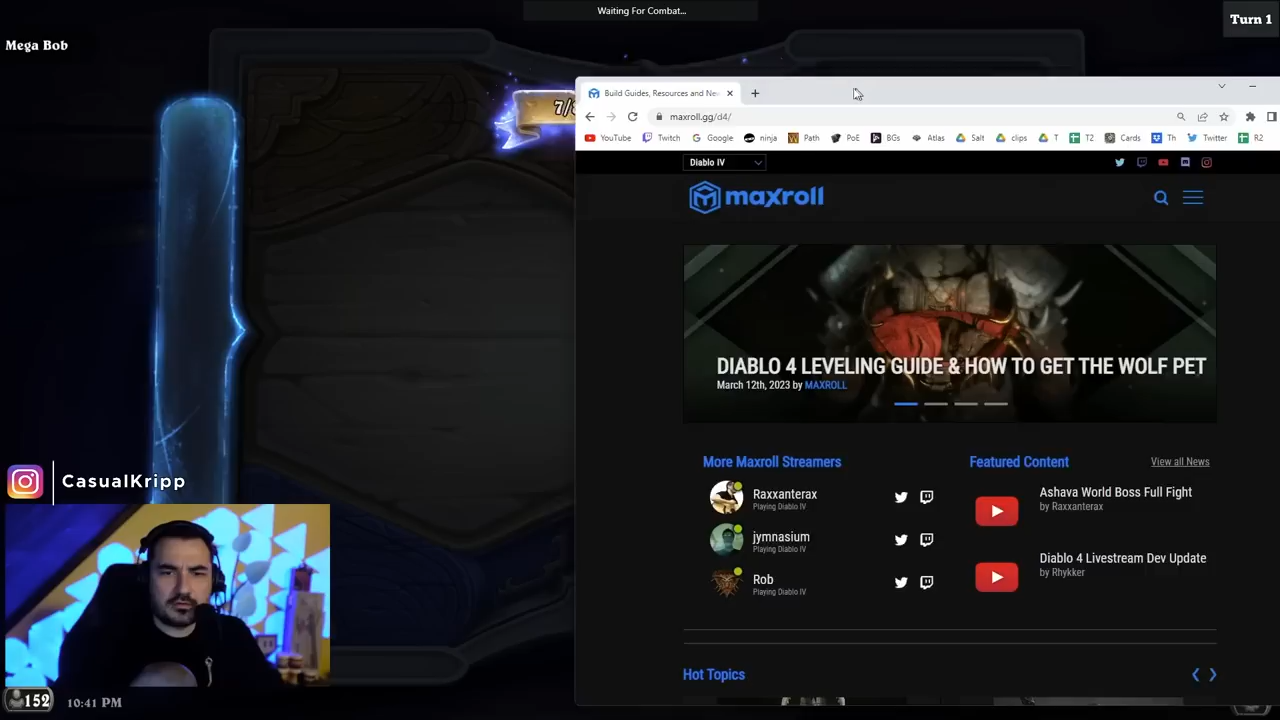 Waiting For Combat...
Turn 1
Mega Bob
7/
Build Guides, Resources and Ne
maxroll.gg/d4/
YouTube Twitch Google ninja Path PoE BGs Atlas Salt clips T T2 Cards Th Twitter R2
Diablo IV
maxroll
DIABLO 4 LEVELING GUIDE & HOW TO GET THE WOLF PET
March 12th, 2023 by MAXROLL
More Maxroll Streamers
Raxxanterax
Playing Diablo IV
jymnasium
Playing Diablo IV
Rob
Playing Diablo IV
Featured Content
View all News
Ashava World Boss Full Fight
by Raxxanterax
Diablo 4 Livestream Dev Update
by Rhykker
Hot Topics
CasualKripp
152
10:41 PM